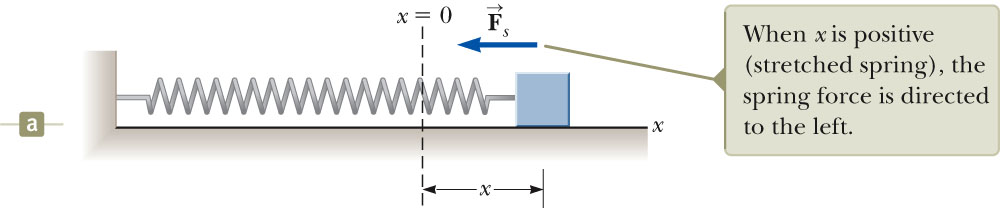 x = 0
F⃗s
When x is positive
(stretched spring), the
spring force is directed
to the left.
a
x
x